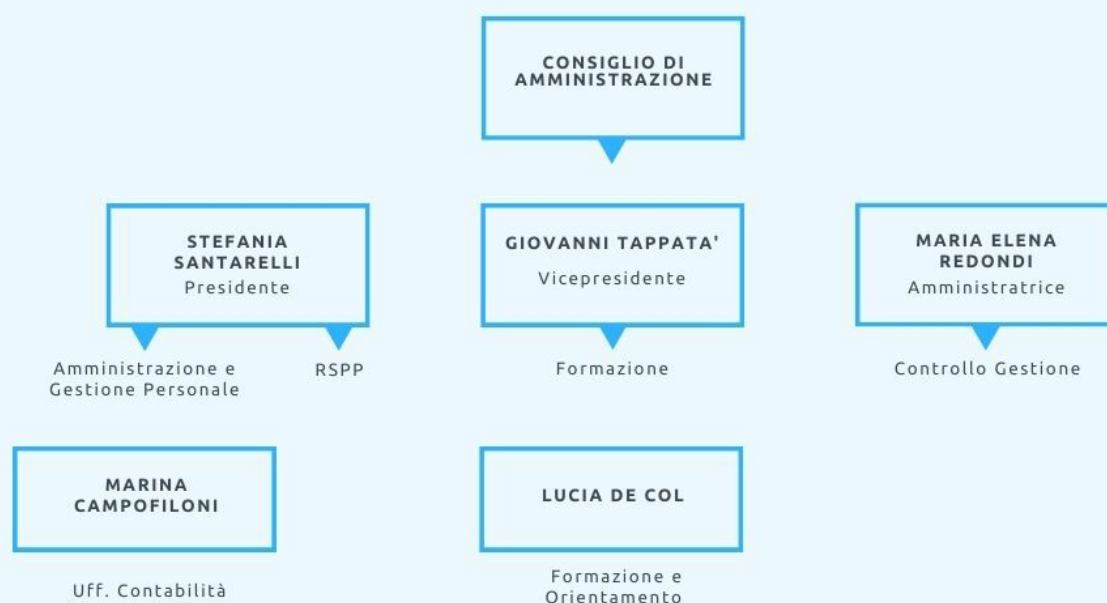 CONSIGLIO DI
AMMINISTRAZIONE
STEFANIA
SANTARELLI
Presidente
GIOVANNI TAPPATA'
Vicepresidente
MARIA ELENA
REDONDI
Amministratrice
Amministrazione e
Gestione Personale
RSPP
Formazione
Controllo Gestione
MARINA
CAMPOFILONI
LUCIA DE COL
Uff. Contabilità
Formazione e
Orientamento